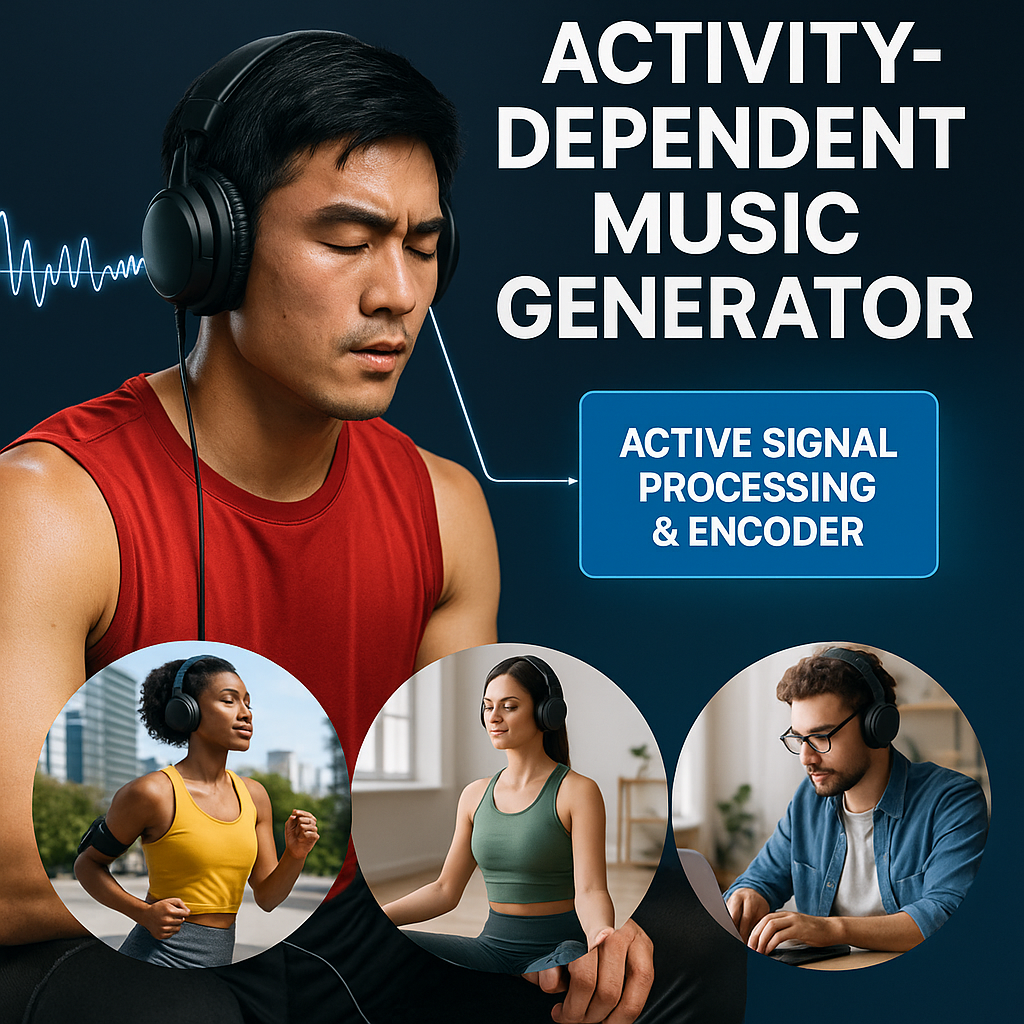 ACTIVITY-
DEPENDENT
MUSIC
GENERATOR
ACTIVE SIGNAL
PROCESSING
& ENCODER